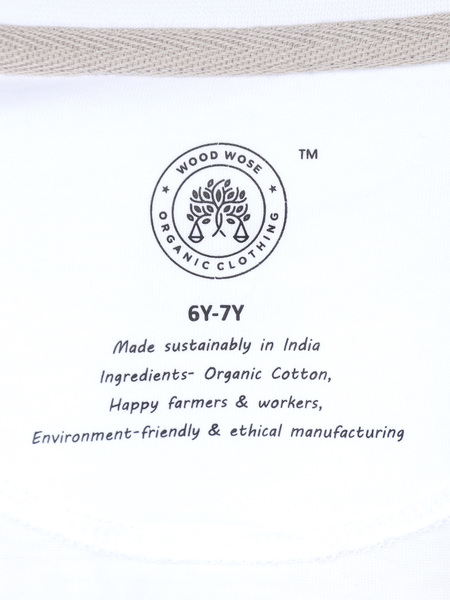 WOOD WOSE
TM
ORGANIC CLOTHING
6Y-7Y
Made sustainably in India
Ingredients- Organic Cotton,
Happy farmers & workers,
Environment-friendly & ethical manufacturing